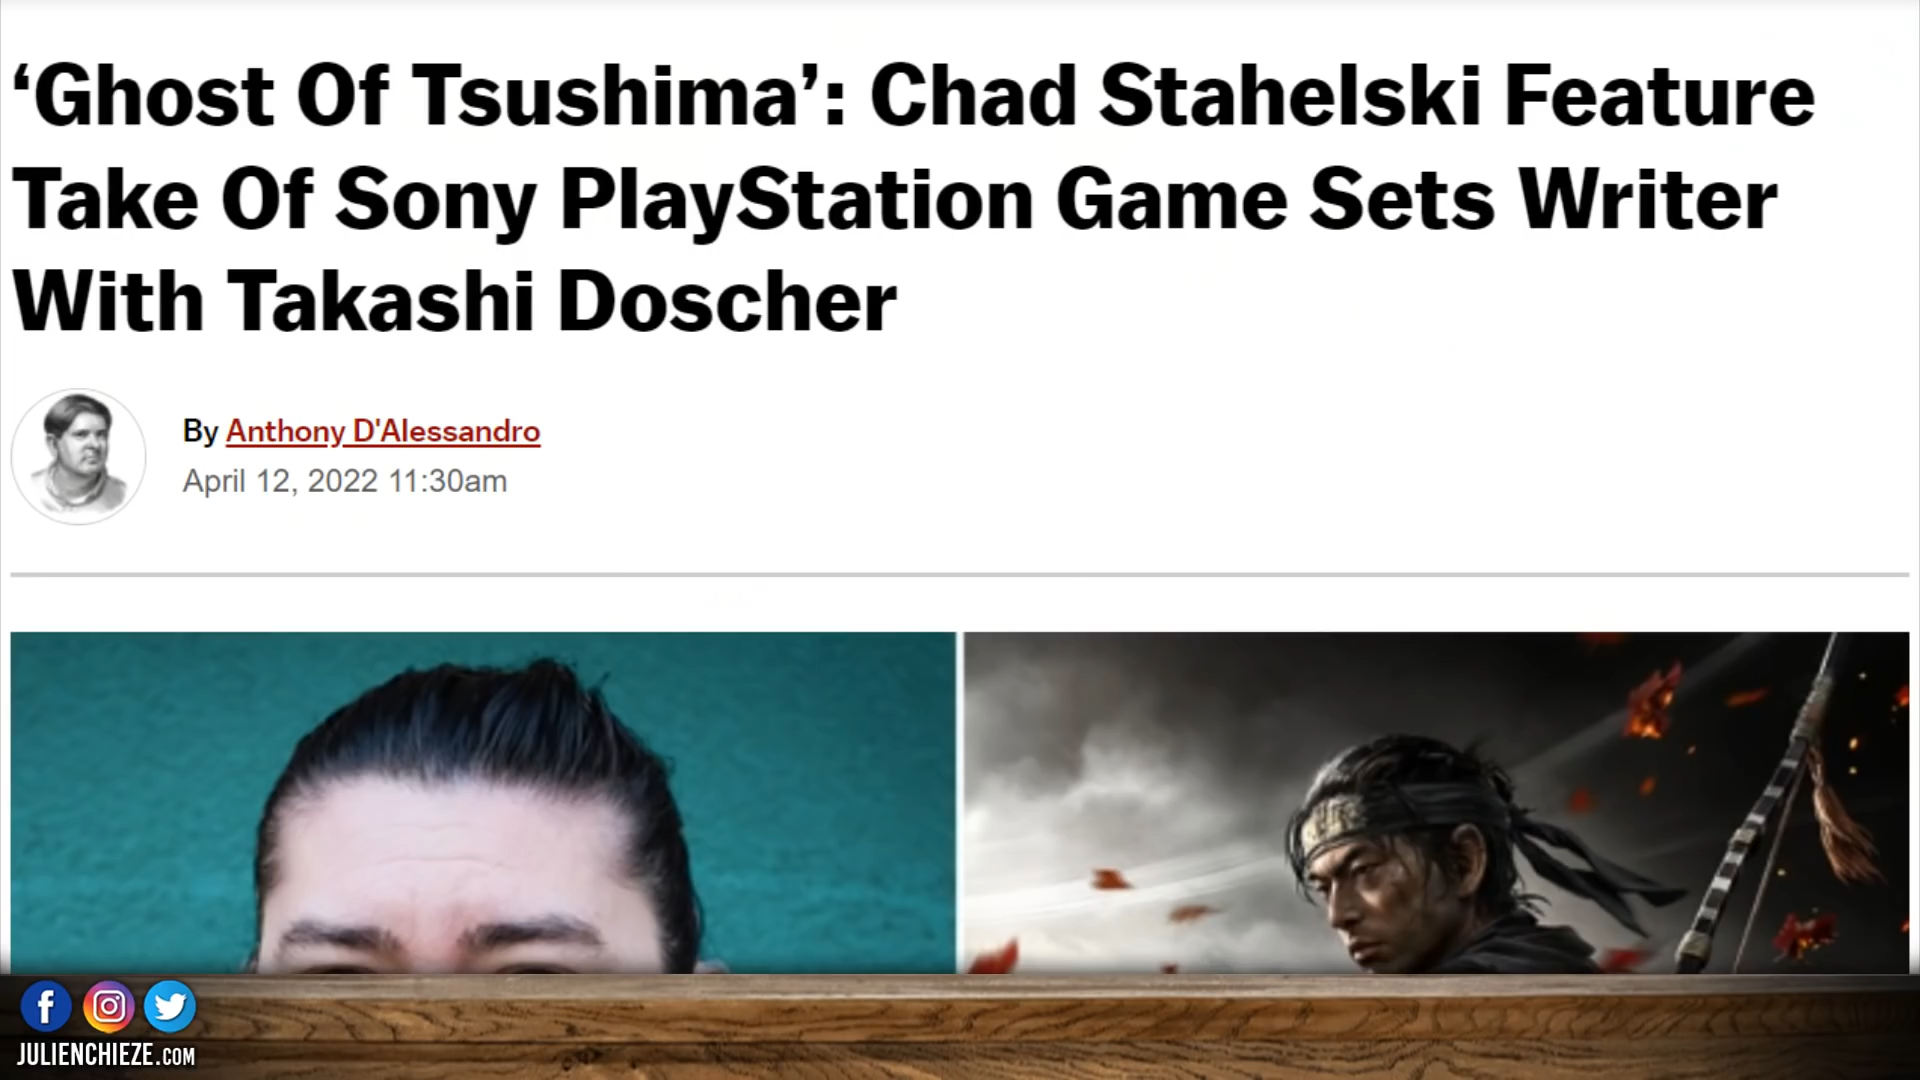 ‘Ghost Of Tsushima’: Chad Stahelski Feature
Take Of Sony PlayStation Game Sets Writer
With Takashi Doscher
By Anthony D'Alessandro
April 12, 2022 11:30am
JULIENCHIEZE.COM